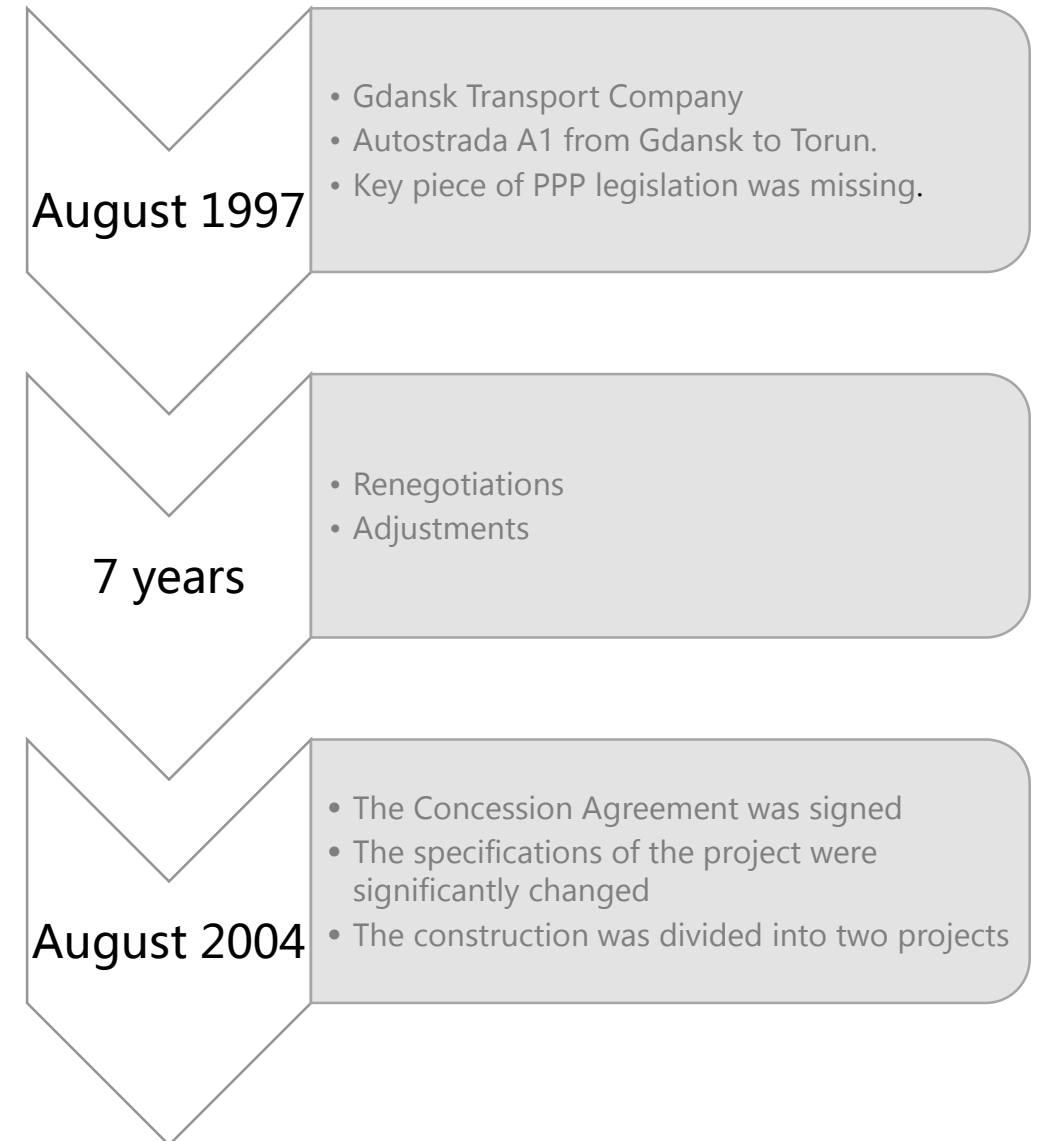 August 1997
• Gdansk Transport Company
• Autostrada A1 from Gdansk to Torun.
• Key piece of PPP legislation was missing.
7 years
• Renegotiations
• Adjustments
August 2004
• The Concession Agreement was signed
• The specifications of the project were
significantly changed
• The construction was divided into two projects